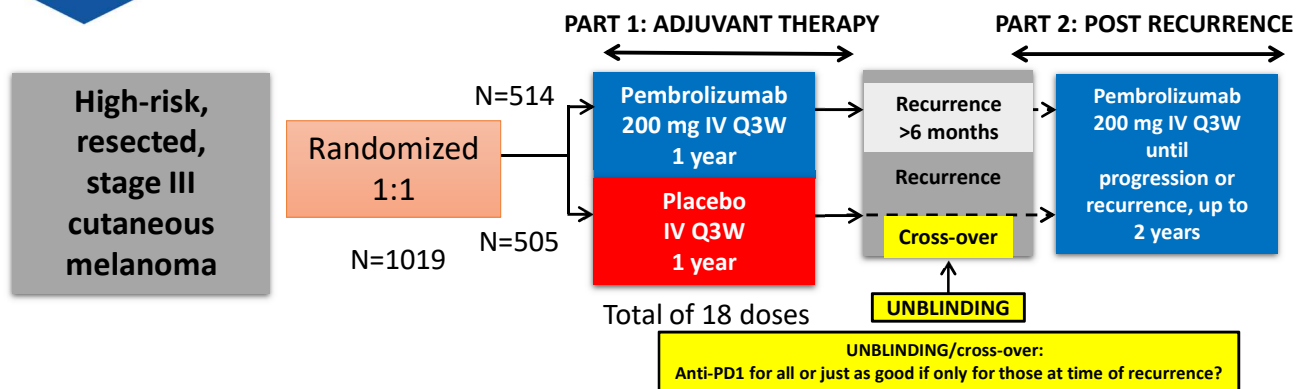 PART 1: ADJUVANT THERAPY
PART 2: POST RECURRENCE
High-risk,
resected,
stage III
cutaneous
melanoma
Randomized
1:1
N=1019
N=514
N=505
Pembrolizumab
200 mg IV Q3W
1 year
Placebo
IV Q3W
1 year
Total of 18 doses
Recurrence
>6 months
Recurrence
Cross-over
UNBLINDING
Pembrolizumab
200 mg IV Q3W
until
progression or
recurrence, up to
2 years
UNBLINDING/cross-over:
Anti-PD1 for all or just as good if only for those at time of recurrence?